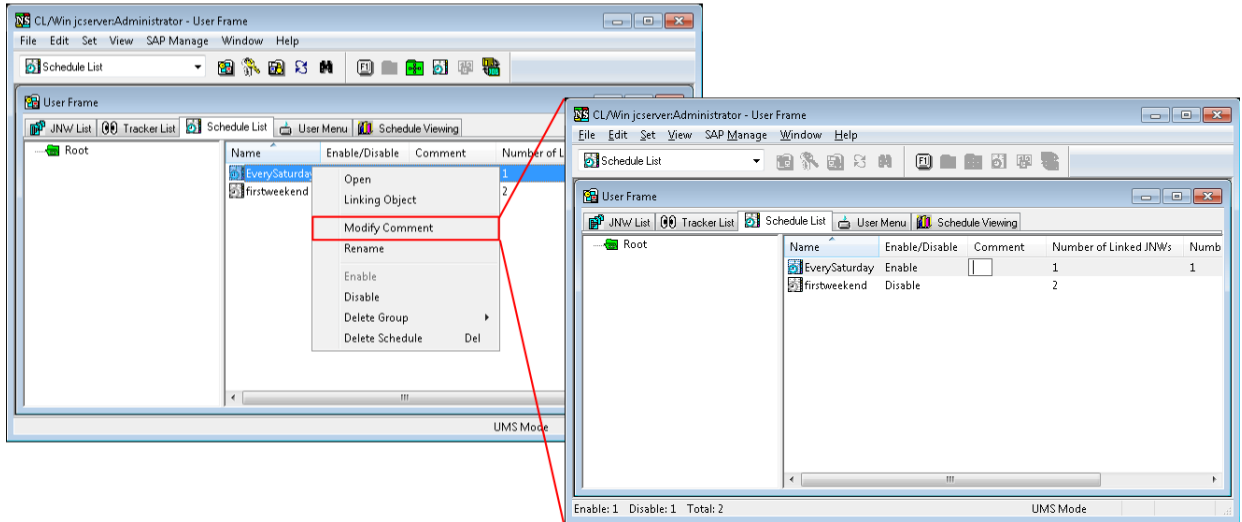 CL/Win jcserver:Administrator - User Frame
File Edit Set View SAP Manage Window Help
Schedule List
User Frame
JNW List Tracker List Schedule List User Menu Schedule Viewing
Root
Name Enable/Disable Comment Number of L
EverySaturday 1
firstweekend 2
Open
Linking Object
Modify Comment
Rename
Enable
Disable
Delete Group
Delete Schedule Del
UMS Mode
CL/Win jcserver:Administrator - User Frame
File Edit Set View SAP Manage Window Help
Schedule List
User Frame
JNW List Tracker List Schedule List User Menu Schedule Viewing
Root
Name Enable/Disable Comment Number of Linked JNWs Numb
EverySaturday Enable 1 1
firstweekend Disable 2
Enable: 1 Disable: 1 Total: 2 UMS Mode